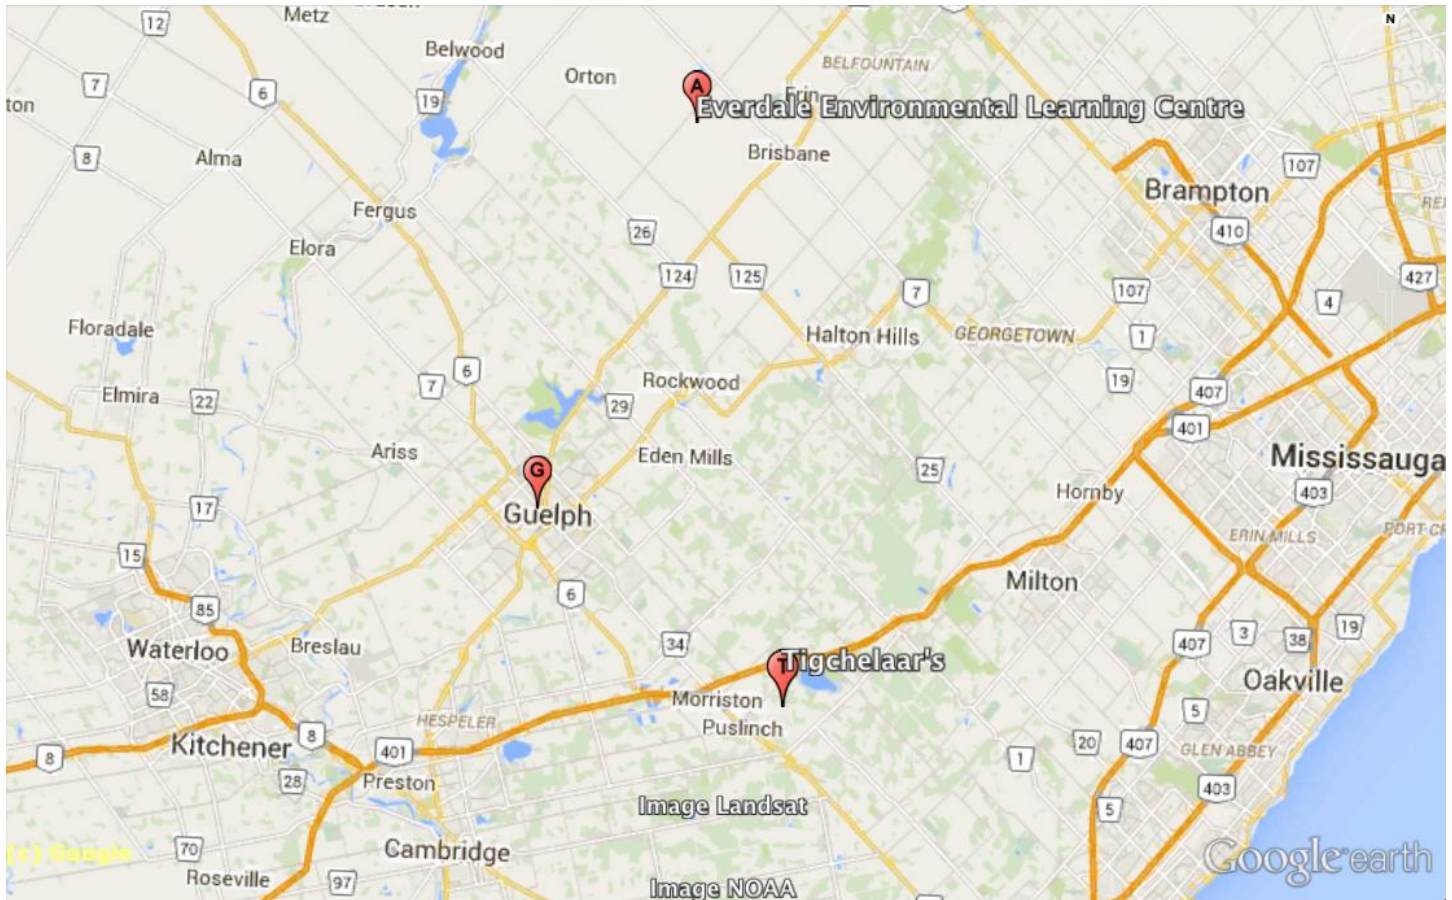 Metz
N
12
Belwood
BELFOUNTAIN
Orton
7
6
19
A
Erin
ton
Everdale Environmental Learning Centre
8
Alma
Brisbane
107
Brampton
Fergus
26
410
Elora
124
125
427
7
107
4
Floradale
Halton Hills
GEORGETOWN
1
6
7
Rockwood
19
Elmira
22
29
407
401
Ariss
Eden Mills
Mississauga
G
25
Hornby
403
17
Guelph
ERIN MILLS
PORT CR
15
Milton
6
85
Waterloo
Breslau
34
407
3
38
19
T
Tigchelaar's
Oakville
58
Morriston
HESPELER
Puslinch
5
Kitchener
8
8
401
20
407
GLEN ABBEY
1
28
Preston
403
Image Landsat
5
(c) Google
70
Cambridge
Google earth
Roseville
97
Image NOAA